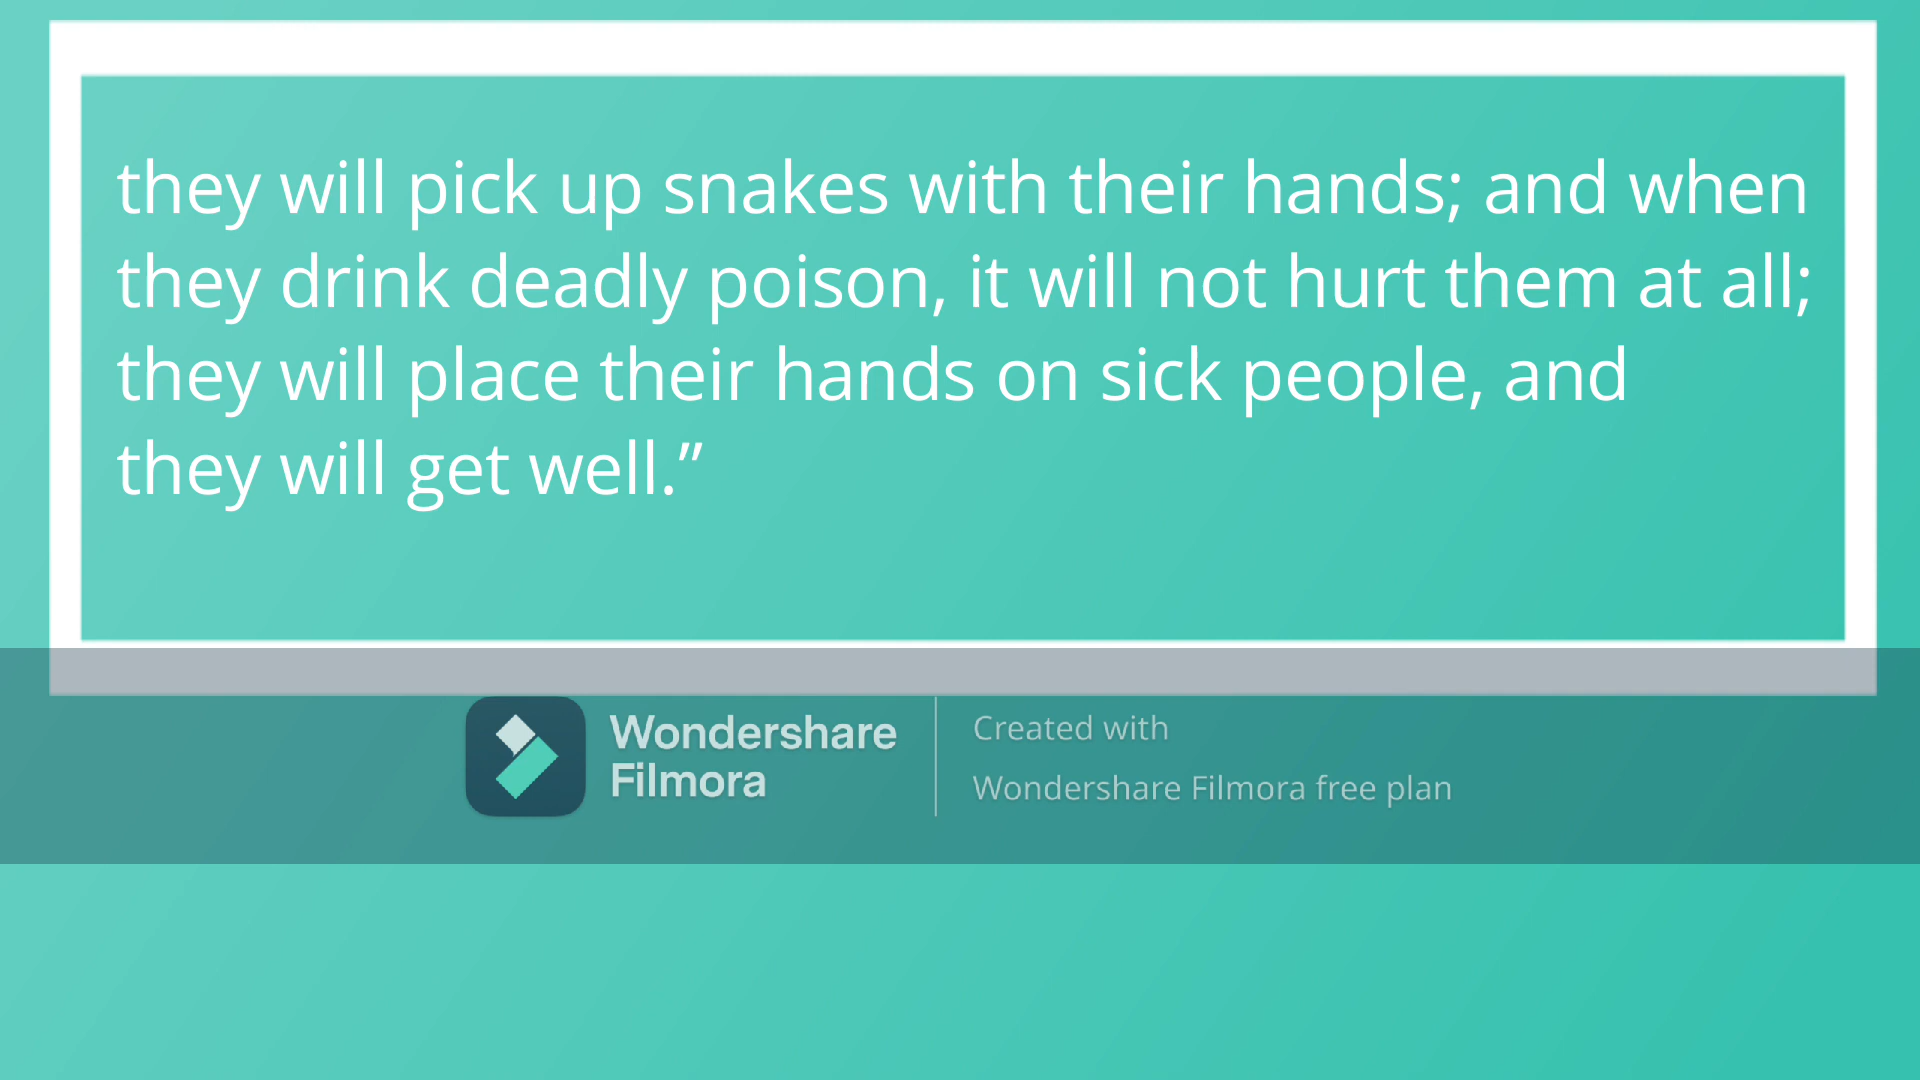 they will pick up snakes with their hands; and when
they drink deadly poison, it will not hurt them at all;
they will place their hands on sick people, and
they will get well.”
Wondershare
Filmora
Created with
Wondershare Filmora free plan